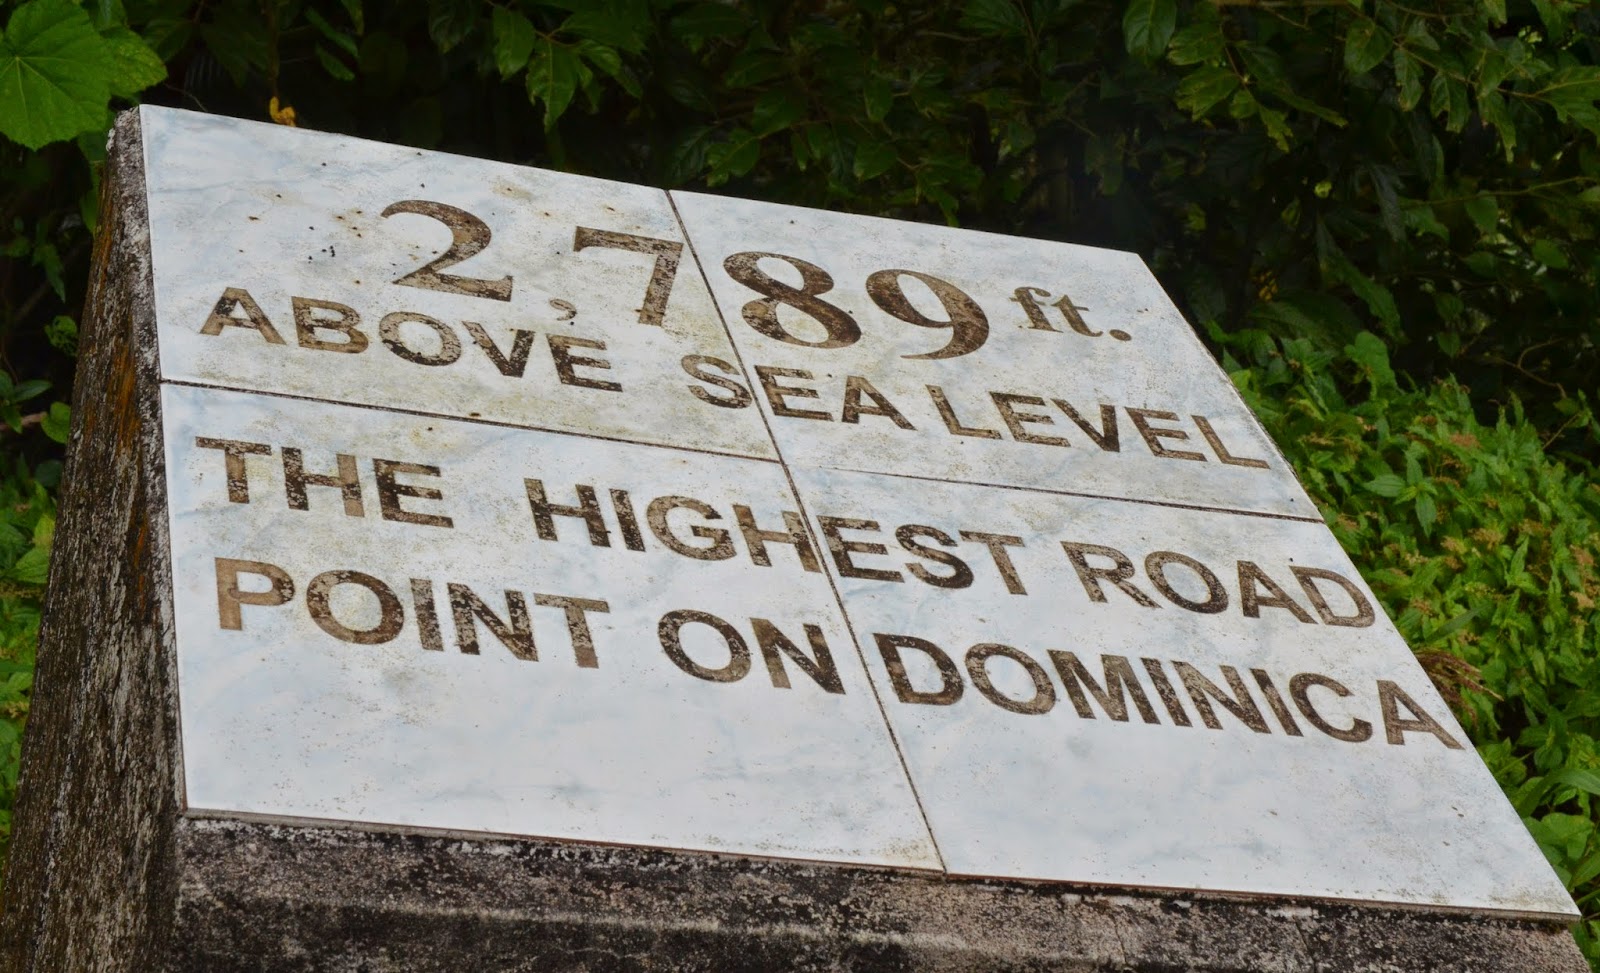 2,789 ft.
ABOVE SEA LEVEL
THE HIGHEST ROAD
POINT ON DOMINICA